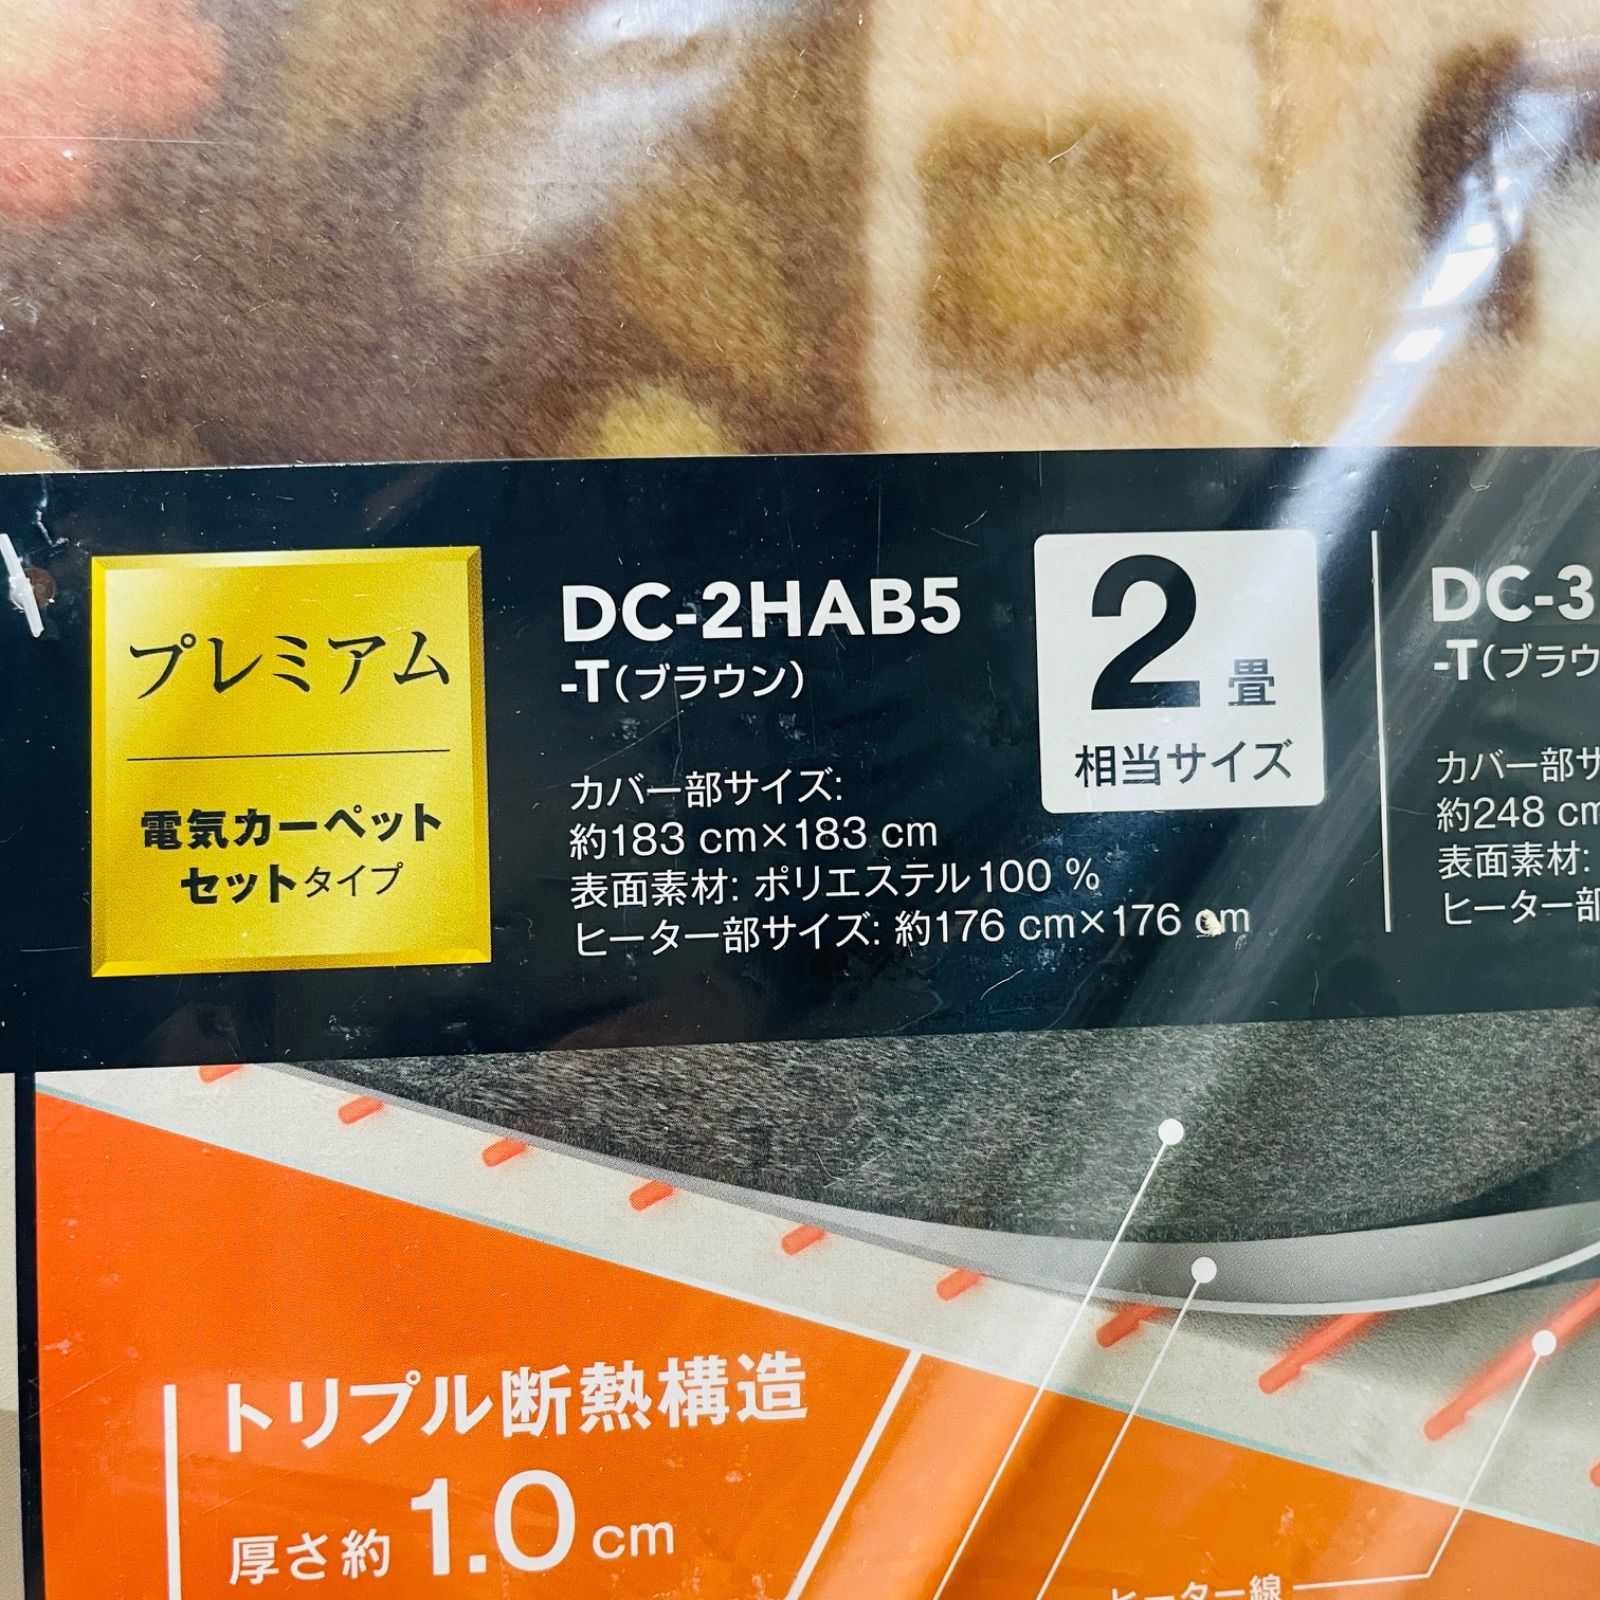 プレミアム
電気カーペット
セットタイプ
DC-2HAB5
-T(ブラウン)
2畳
相当サイズ
カバー部サイズ:
約183 cm×183 cm
表面素材: ポリエステル100 %
ヒーター部サイズ: 約176 cm×176 cm
DC-3
-T(ブラウ
カバー部サ
約248 cm
表面素材:
ヒーター部
トリプル断熱構造
厚さ約1.0 cm
ヒーター線